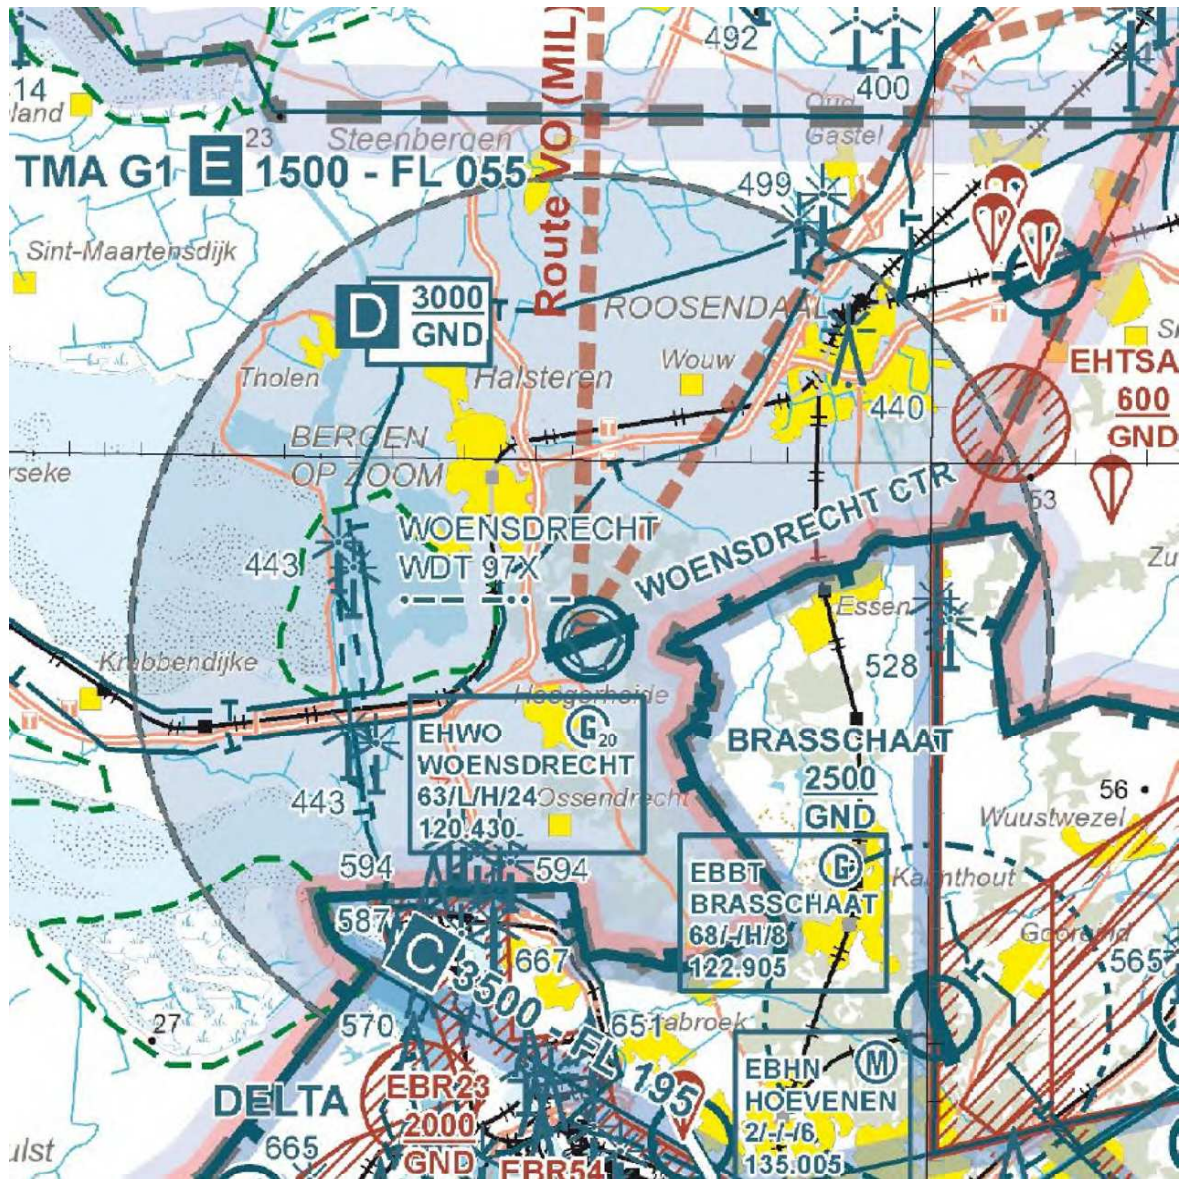 492
Route VO (MIL)
A17
14
land
400
Oud
Gastel
23
Steenbergen
TMA G1 E 1500 - FL 055
499
Sint-Maartensdijk
D 3000
GND
ROOSENDAAL
Wouw
Tholen
Halsteren
EHTSA
600
GND
440
BERGEN
OP ZOOM
rseke
53
WOENSDRECHT CTR
WOENSDRECHT
WDT 97X
443
Zu
Essen
528
Krabbendijke
Hoogerheide
EHWO G20
WOENSDRECHT
63/L/H/24
120.430
Ossendrecht
BRASSCHAAT
2500
GND
443
56
Wuustwezel
594
594
EBBT G
BRASSCHAAT
68/-/H/8
122.905
Kalmthout
587
C 3500 - FL 195
667
565
27
570
651
abroek
EBHN M
HOEVENEN
2/-/-/6
135.005
DELTA
EBR23
2000
GND
665
ulst
EBR54